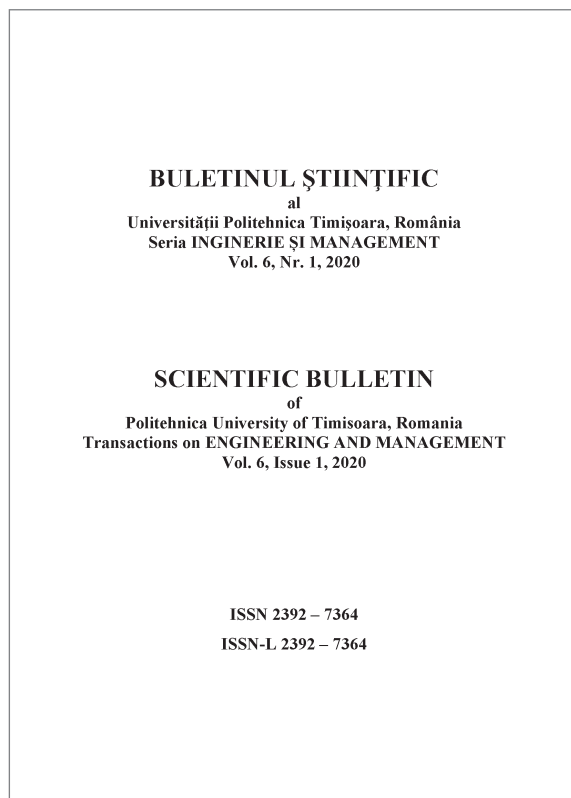 BULETINUL ŞTIINŢIFIC
al
Universităţii Politehnica Timişoara, România
Seria INGINERIE ȘI MANAGEMENT
Vol. 6, Nr. 1, 2020
SCIENTIFIC BULLETIN
of
Politehnica University of Timisoara, Romania
Transactions on ENGINEERING AND MANAGEMENT
Vol. 6, Issue 1, 2020
ISSN 2392 – 7364
ISSN-L 2392 – 7364